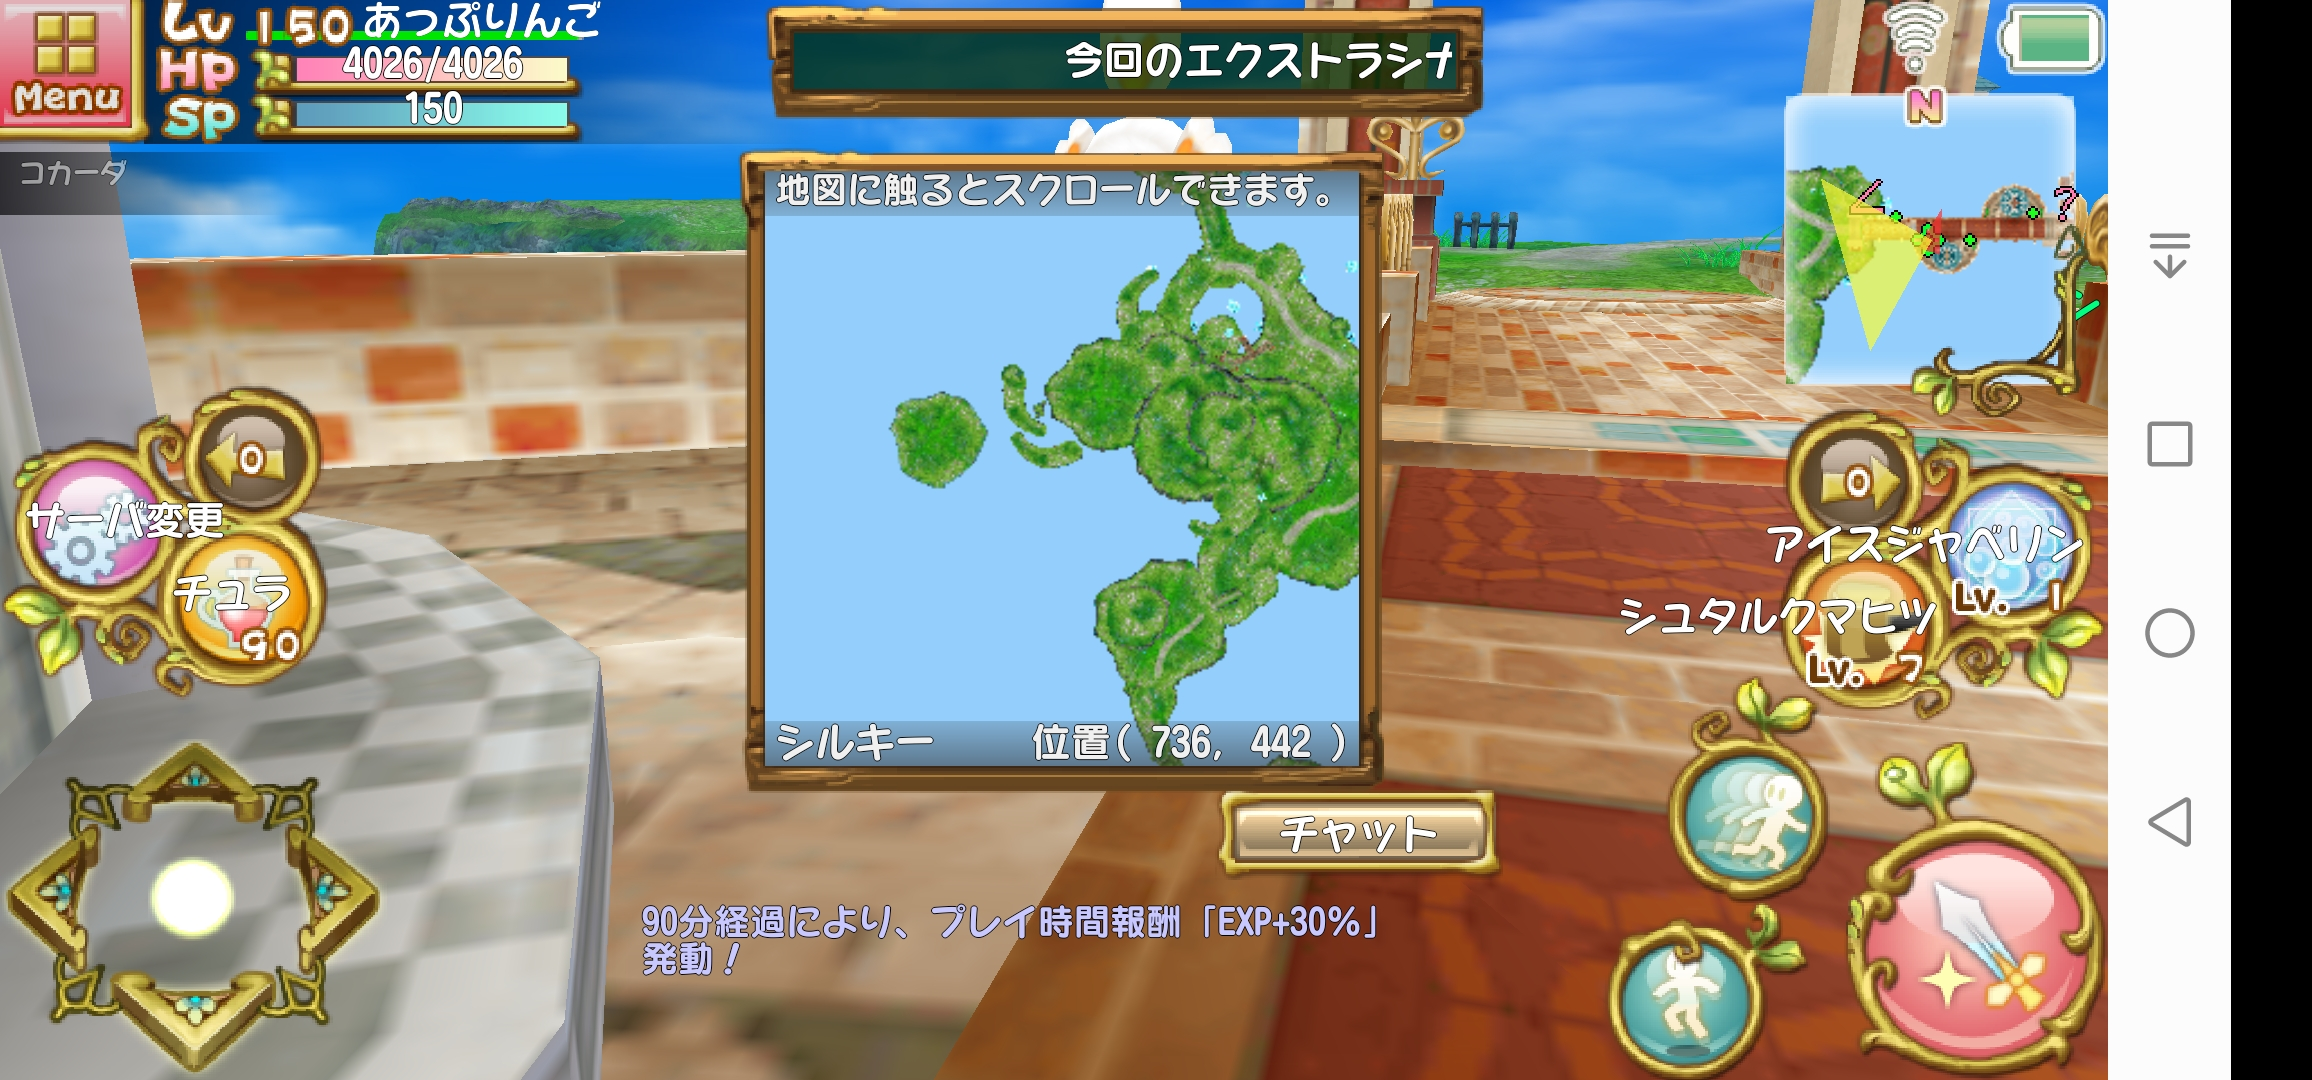 Menu
Lv 150 あっぷりんご
Hp 4026/4026
Sp 150
コカーダ
今回のエクストラシナ
N
?
地図に触るとスクロールできます。
シルキー 位置( 736, 442 )
0
サーバ変更
チュラ
90
0
アイスジャベリン
Lv. 1
シュタルクマヒツ
Lv. 7
チャット
90分経過により、プレイ時間報酬「EXP+30%」
発動！